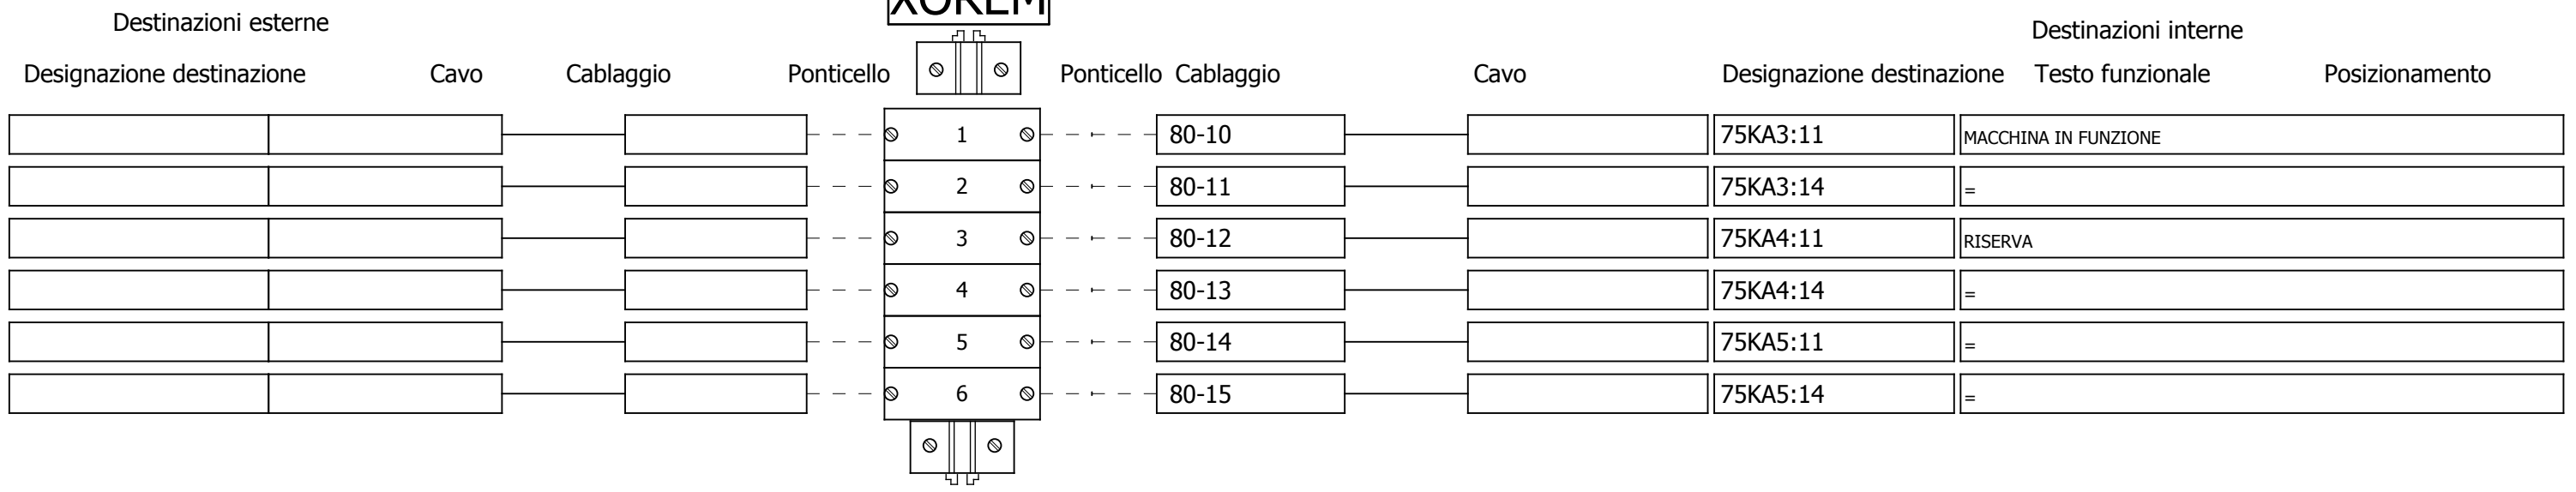 XOREM
Destinazioni esterne
Destinazioni interne
Designazione destinazione Cavo Cablaggio Ponticello Ponticello Cablaggio Cavo Designazione destinazione Testo funzionale Posizionamento
1 80-10 75KA3:11 MACCHINA IN FUNZIONE
2 80-11 75KA3:14 =
3 80-12 75KA4:11 RISERVA
4 80-13 75KA4:14 =
5 80-14 75KA5:11 =
6 80-15 75KA5:14 =